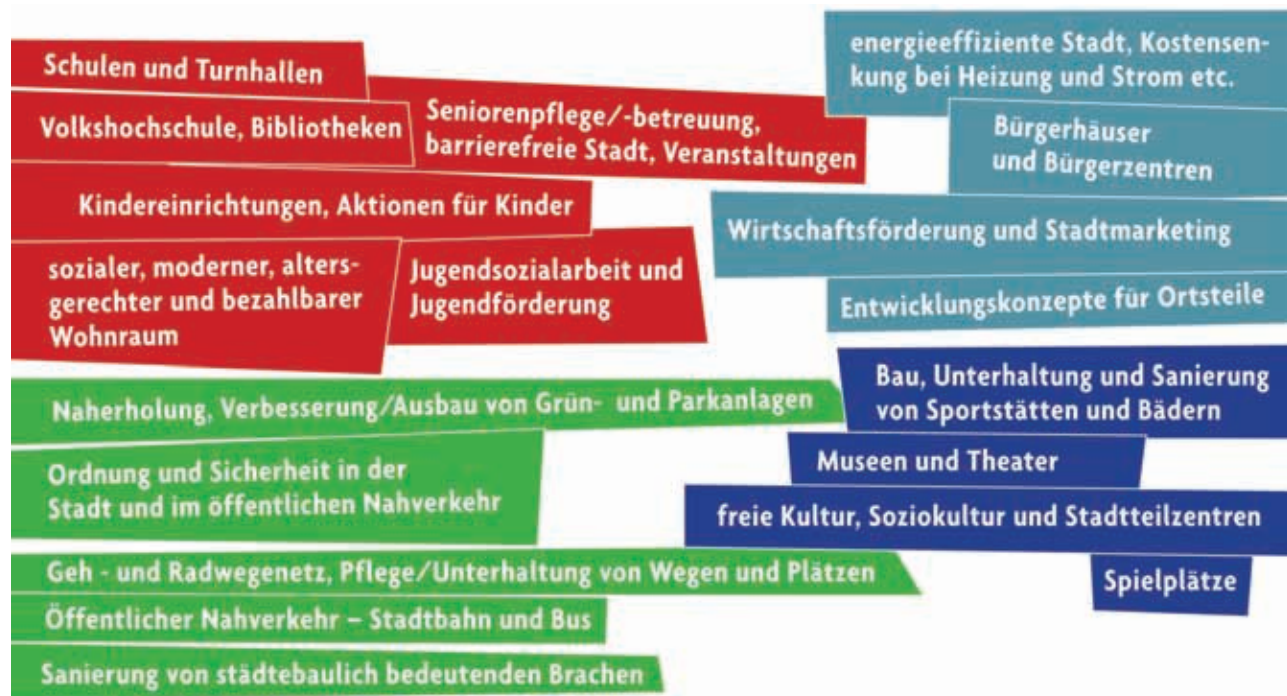 Schulen und Turnhallen
Volkshochschule, Bibliotheken
Seniorenpflege/-betreuung,
barrierefreie Stadt, Veranstaltungen
Kindereinrichtungen, Aktionen für Kinder
sozialer, moderner, alters-
gerechter und bezahlbarer
Wohnraum
Jugendsozialarbeit und
Jugendförderung
energieeffiziente Stadt, Kostensen-
kung bei Heizung und Strom etc.
Bürgerhäuser
und Bürgerzentren
Wirtschaftsförderung und Stadtmarketing
Entwicklungskonzepte für Ortsteile
Naherholung, Verbesserung/Ausbau von Grün- und Parkanlagen
Ordnung und Sicherheit in der
Stadt und im öffentlichen Nahverkehr
Geh - und Radwegenetz, Pflege/Unterhaltung von Wegen und Plätzen
Öffentlicher Nahverkehr – Stadtbahn und Bus
Sanierung von städtebaulich bedeutenden Brachen
Bau, Unterhaltung und Sanierung
von Sportstätten und Bädern
Museen und Theater
freie Kultur, Soziokultur und Stadtteilzentren
Spielplätze